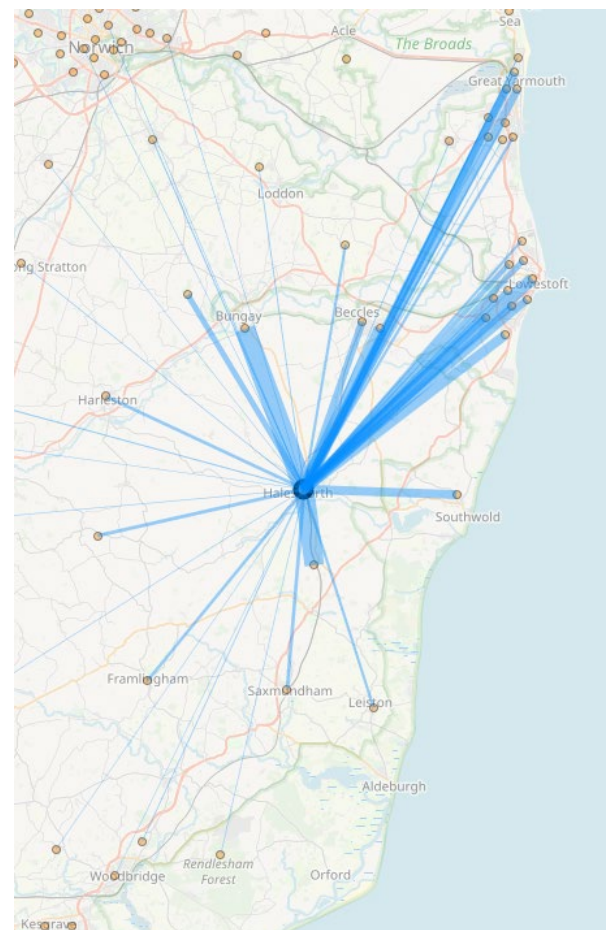 Sea
Acle
The Broads
Norwich
Great Yarmouth
Loddon
ng Stratton
Lowestoft
Bungay
Beccles
Harleston
Halesworth
Southwold
Framlingham
Saxmundham
Leiston
Aldeburgh
Rendlesham
Forest
Woodbridge
Orford
Kesgrave